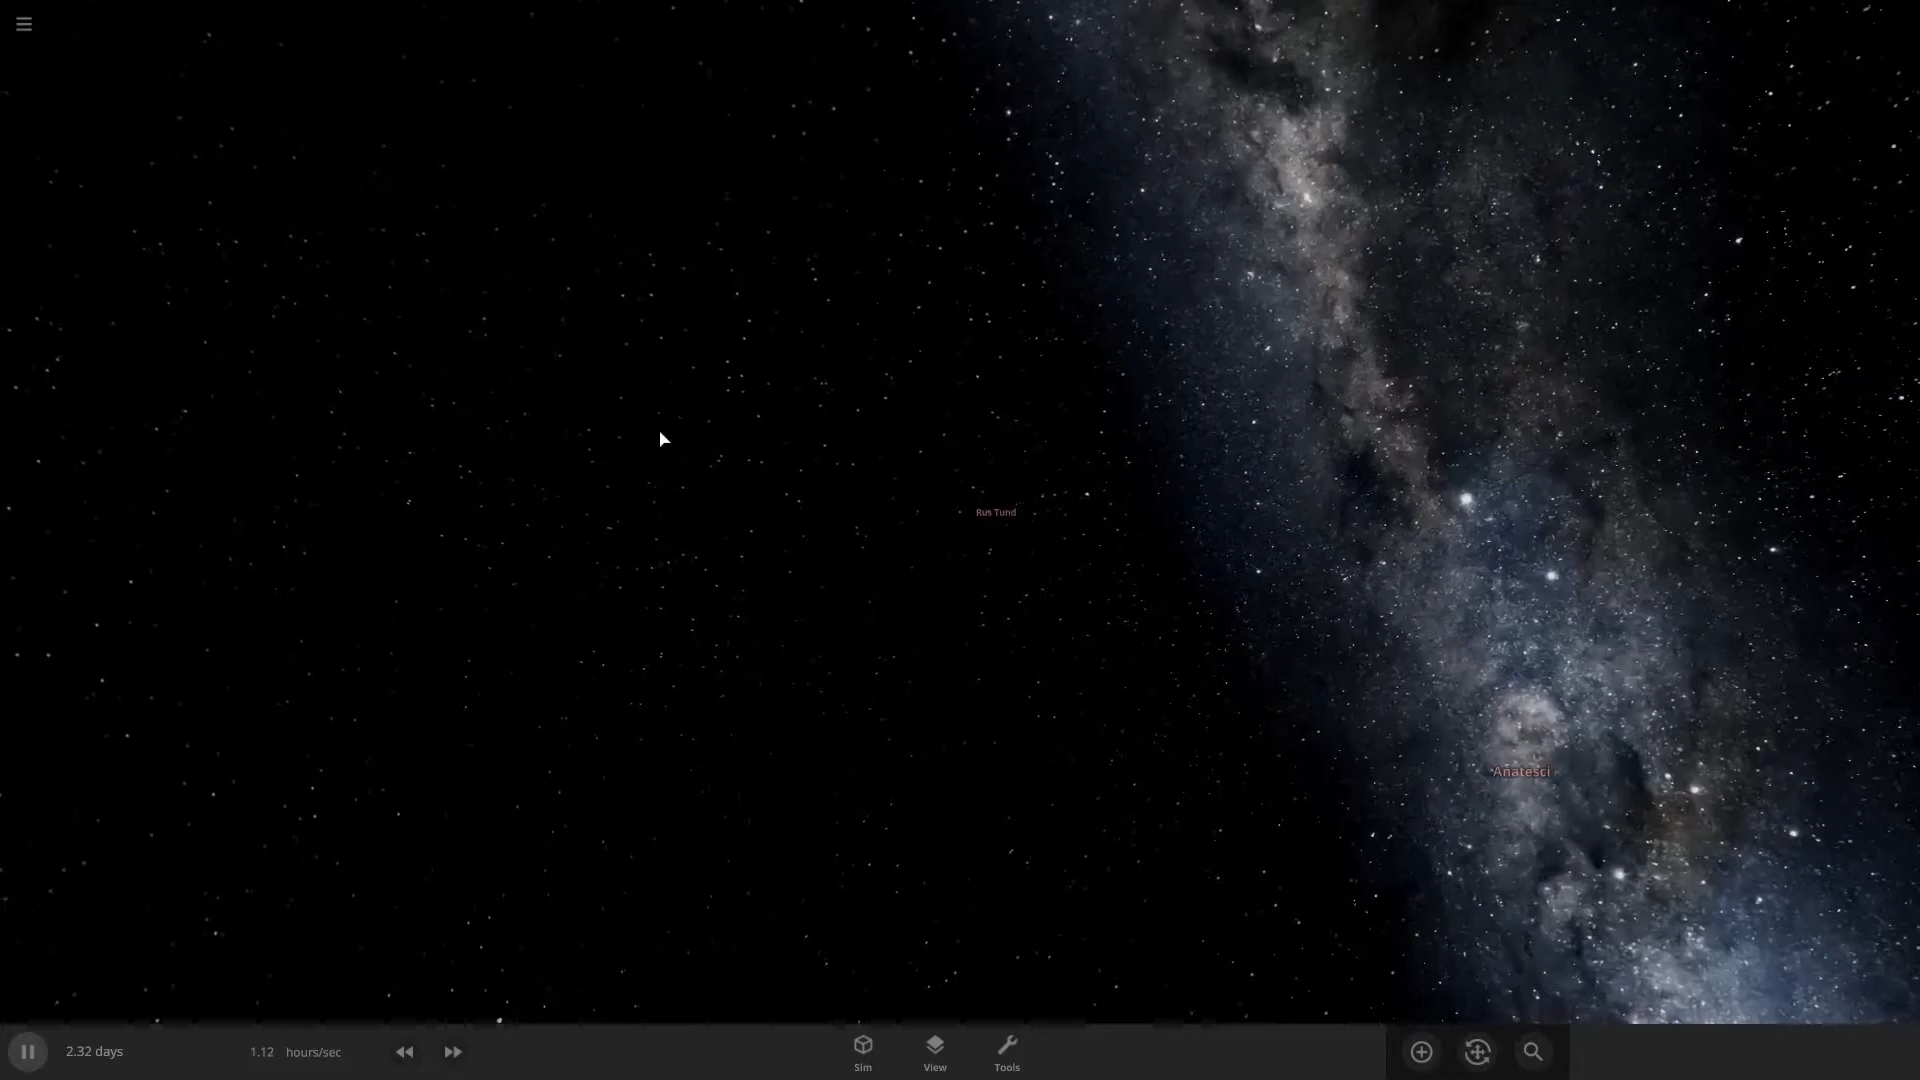 Rus Tund
Anatesci
2.32 days
1.12 hours/sec
Sim
View
Tools